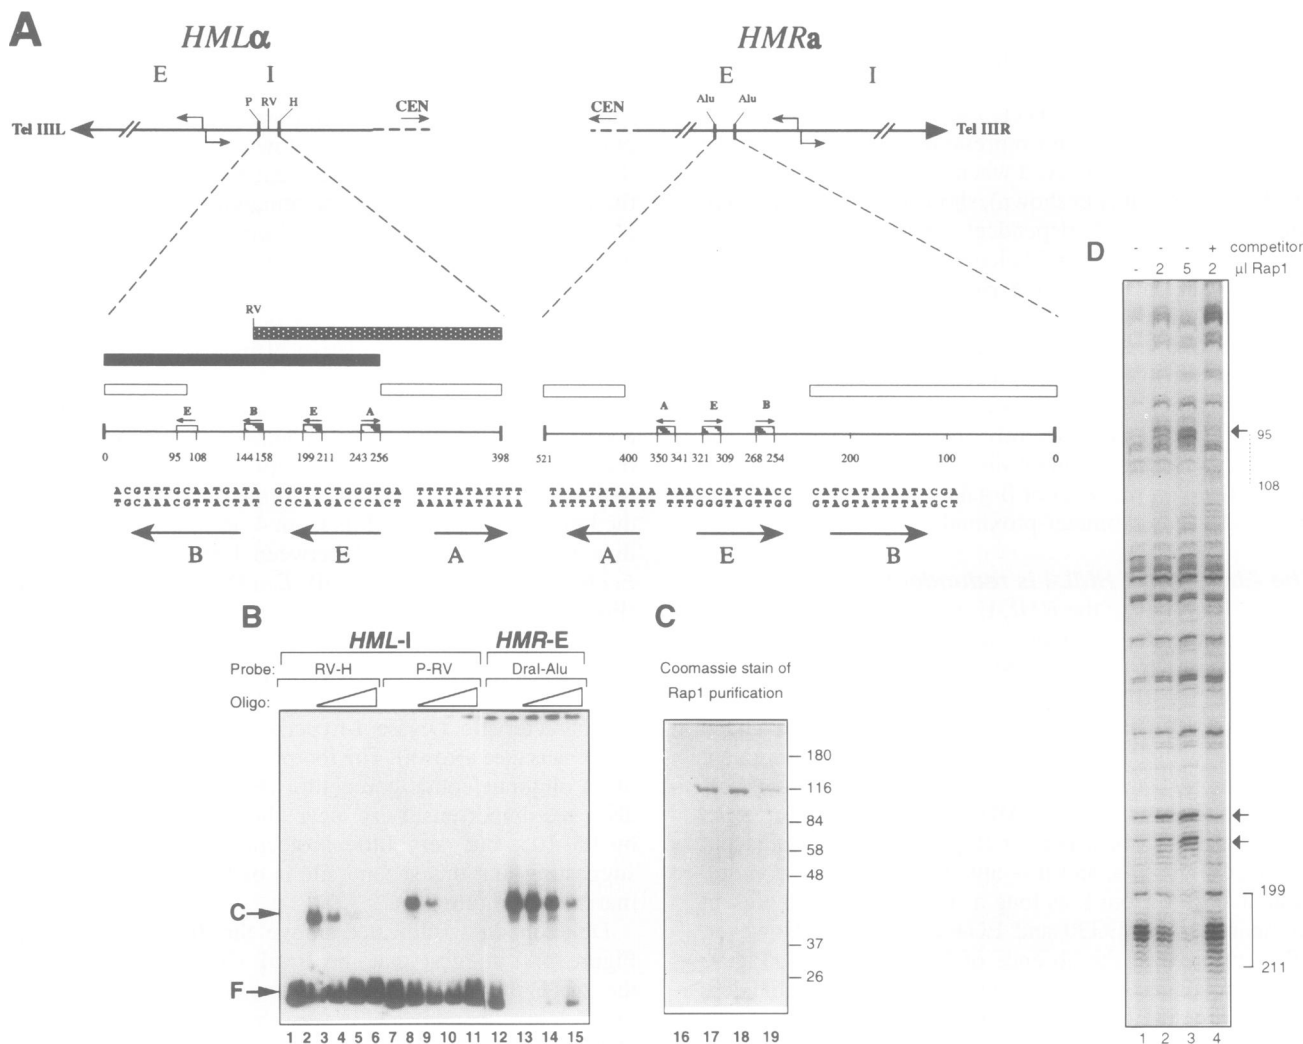 A
HMLα
HMRa
E I
E I
P RV H
CEN
Tel IIIL
CEN
Alu Alu
Tel IIIR
RV
E B E A
A E B
0 95 108 144 158 199 211 243 256 398
521 400 350 341 321 309 268 254 200 100 0
ACGTTTGCAATGATA GGGTTCTGGGTGA TTTTATATTTT
TGCAAACGTTACTAT CCCAAGACCCACT AAAATATAAAA
TAAATATAAAA AAACCCATCAACC CATCATAAAATACGA
ATTTATATTTT TTTGGGTAGTTGG GTAGTATTTTATGCT
B E A
A E B
B
HML-I HMR-E
Probe: RV-H P-RV DraI-Alu
Oligo:
C
F
1 2 3 4 5 6 7 8 9 10 11 12 13 14 15
C
Coomassie stain of
Rap1 purification
180
116
84
58
48
37
26
16 17 18 19
D
- - - + competitor
- 2 5 2 µl Rap1
95
108
199
211
1 2 3 4